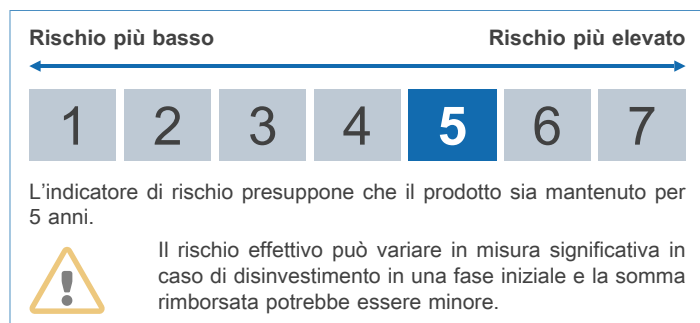 Rischio più basso Rischio più elevato
1 2 3 4 5 6 7
L'indicatore di rischio presuppone che il prodotto sia mantenuto per
5 anni.
Il rischio effettivo può variare in misura significativa in
caso di disinvestimento in una fase iniziale e la somma
rimborsata potrebbe essere minore.